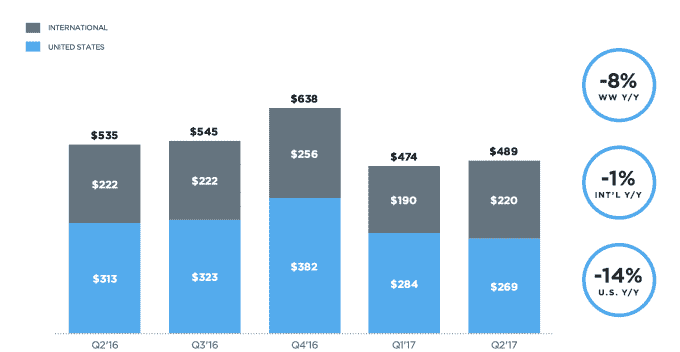 INTERNATIONAL
UNITED STATES
$535
$222
$313
Q2'16
$545
$222
$323
Q3'16
$638
$256
$382
Q4'16
$474
$190
$284
Q1'17
$489
$220
$269
Q2'17
-8%
WW Y/Y
-1%
INT'L Y/Y
-14%
U.S. Y/Y